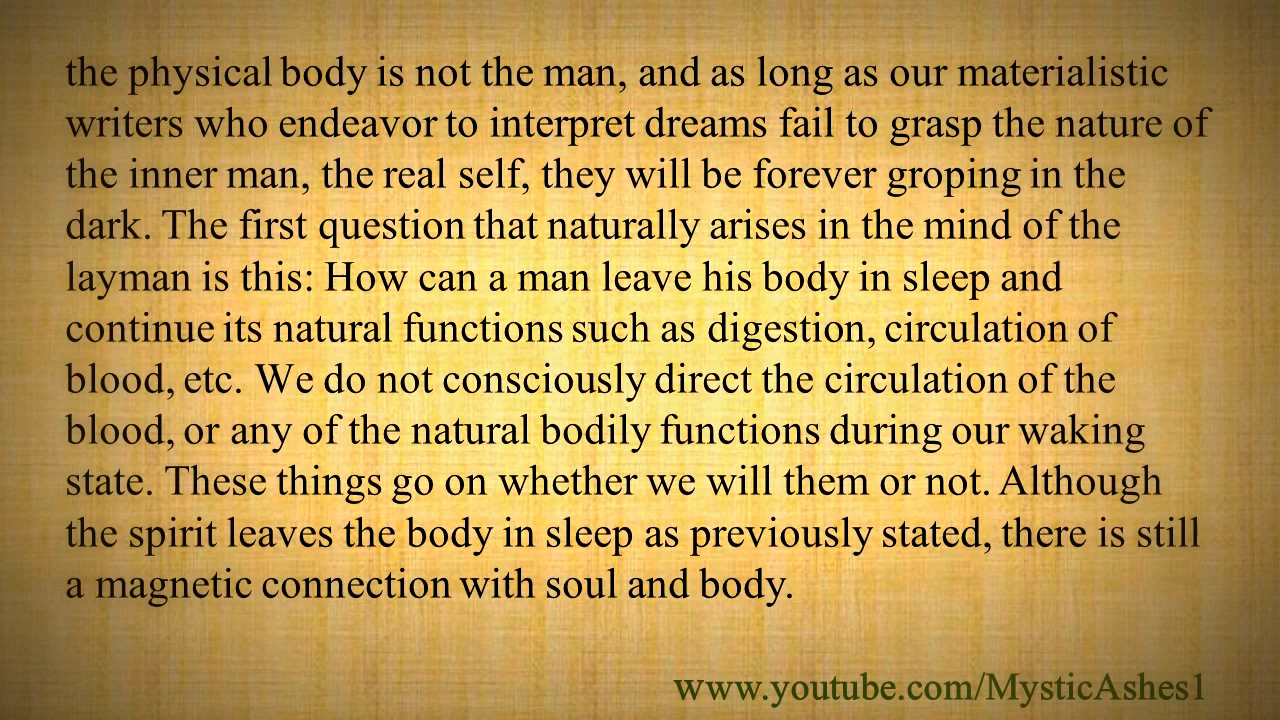 the physical body is not the man, and as long as our materialistic
writers who endeavor to interpret dreams fail to grasp the nature of
the inner man, the real self, they will be forever groping in the
dark. The first question that naturally arises in the mind of the
layman is this: How can a man leave his body in sleep and
continue its natural functions such as digestion, circulation of
blood, etc. We do not consciously direct the circulation of the
blood, or any of the natural bodily functions during our waking
state. These things go on whether we will them or not. Although
the spirit leaves the body in sleep as previously stated, there is still
a magnetic connection with soul and body.
www.youtube.com/MysticAshes1